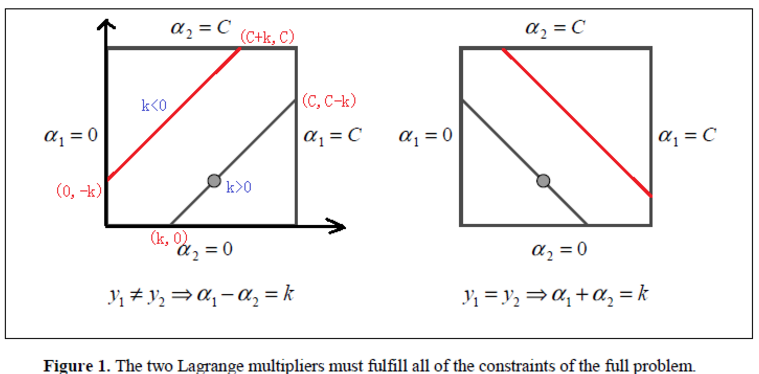 α₂ = C
(C+k, C)
k<0
(C, C-k)
α₁ = 0
α₁ = C
(0, -k)
k>0
(k, 0)
α₂ = 0
y₁ ≠ y₂ ⇒ α₁ − α₂ = k
α₂ = C
α₁ = 0
α₁ = C
α₂ = 0
y₁ = y₂ ⇒ α₁ + α₂ = k
Figure 1. The two Lagrange multipliers must fulfill all of the constraints of the full problem.